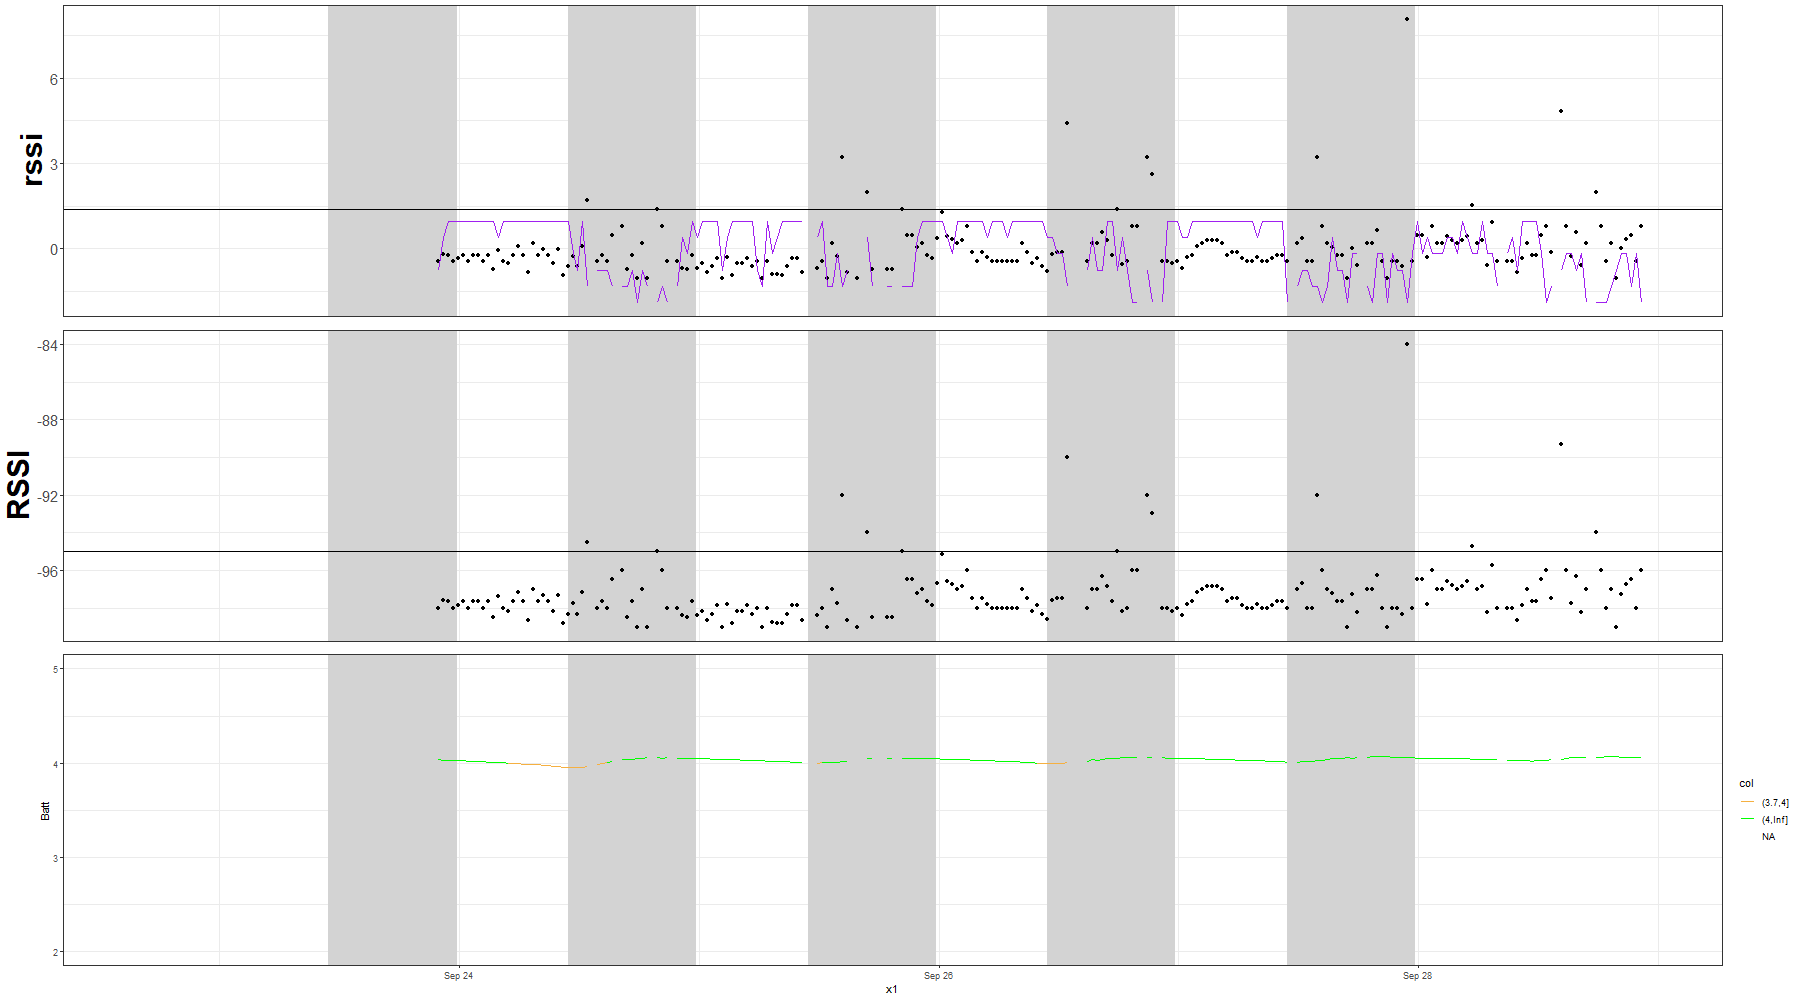 rssi
6
3
0
RSSI
-84
-88
-92
-96
Batt
5
4
3
2
Sep 24
Sep 26
Sep 28
x1
col
(3.7,4]
(4,Inf]
NA